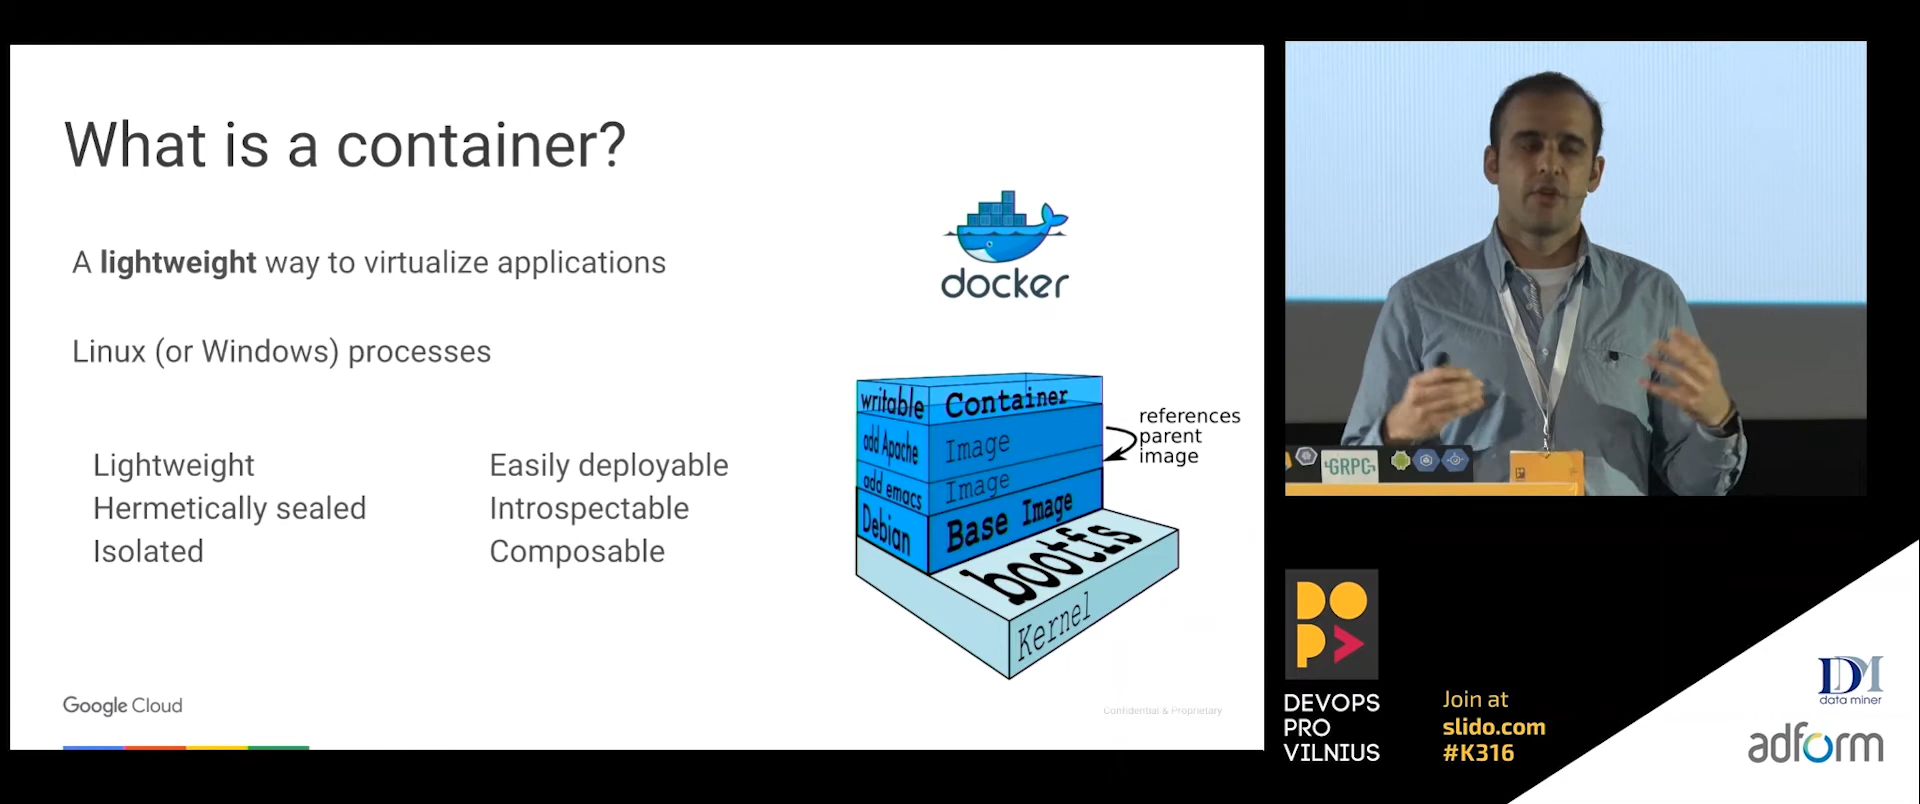 What is a container?
A lightweight way to virtualize applications
Linux (or Windows) processes
Lightweight
Hermetically sealed
Isolated
Easily deployable
Introspectable
Composable
docker
writable Container
add Apache Image
add emacs Image
Debian Base Image
bootfs
Kernel
references
parent
image
Google Cloud
Confidential & Proprietary
GRPC
DEVOPS
PRO
VILNIUS
Join at
slido.com
#K316
DM
data miner
adform